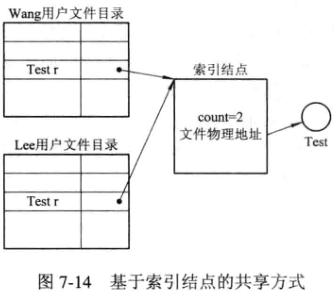 Wang用户文件目录
Test r
索引结点
count=2
文件物理地址
Test
Lee用户文件目录
Test r
图 7-14 基于索引结点的共享方式